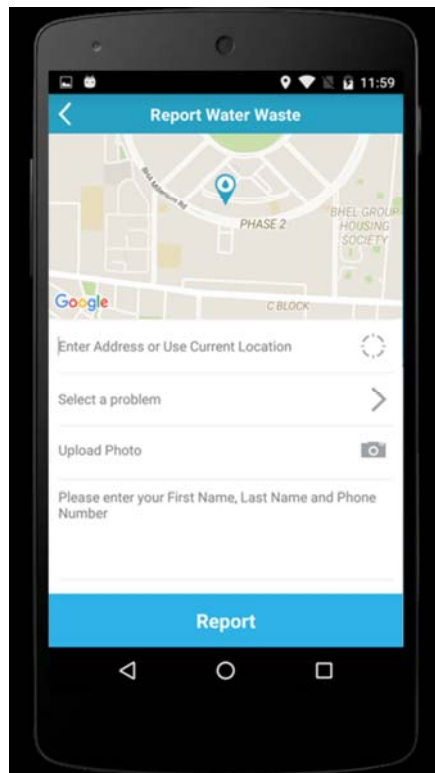 11:59
Report Water Waste
BHA Millenium Rd
PHASE 2
BHEL GROUP
HOUSING
SOCIETY
Google
C BLOCK
Enter Address or Use Current Location
Select a problem
Upload Photo
Please enter your First Name, Last Name and Phone
Number
Report